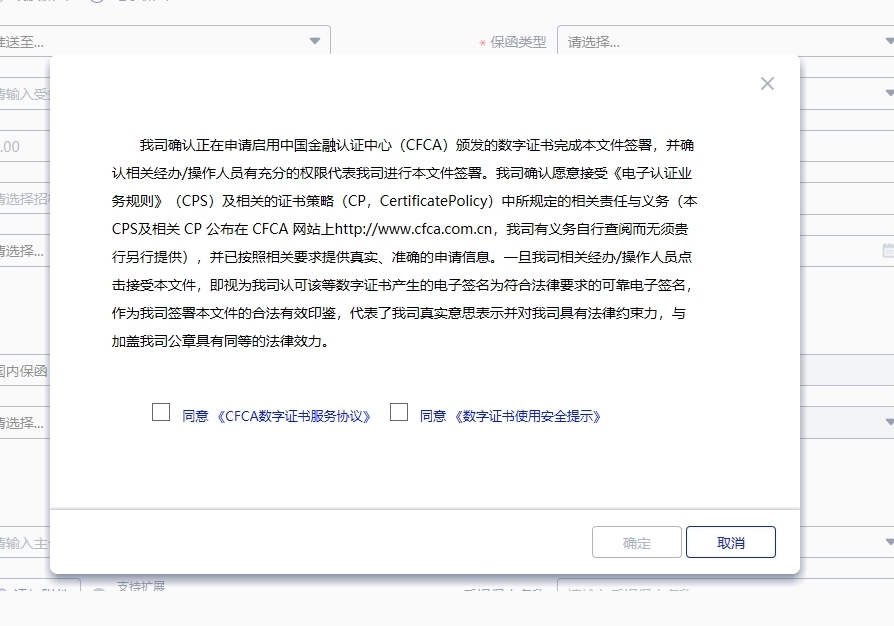 送至...
* 保函类型
请选择...
请输入受
.00
请选择招
请选择...
我司确认正在申请启用中国金融认证中心（CFCA）颁发的数字证书完成本文件签署，并确
认相关经办/操作人员有充分的权限代表我司进行本文件签署。我司确认愿意接受《电子认证业
务规则》（CPS）及相关的证书策略（CP，CertificatePolicy）中所规定的相关责任与义务（本
CPS及相关 CP 公布在 CFCA 网站上http://www.cfca.com.cn，我司有义务自行查阅而无须贵
行另行提供），并已按照相关要求提供真实、准确的申请信息。一旦我司相关经办/操作人员点
击接受本文件，即视为我司认可该等数字证书产生的电子签名为符合法律要求的可靠电子签名，
作为我司签署本文件的合法有效印鉴，代表了我司真实意思表示并对我司具有法律约束力，与
加盖我司公章具有同等的法律效力。
国内保函
请选择...
同意 《CFCA数字证书服务协议》
同意 《数字证书使用安全提示》
请输入主
确定
取消
支持扩展